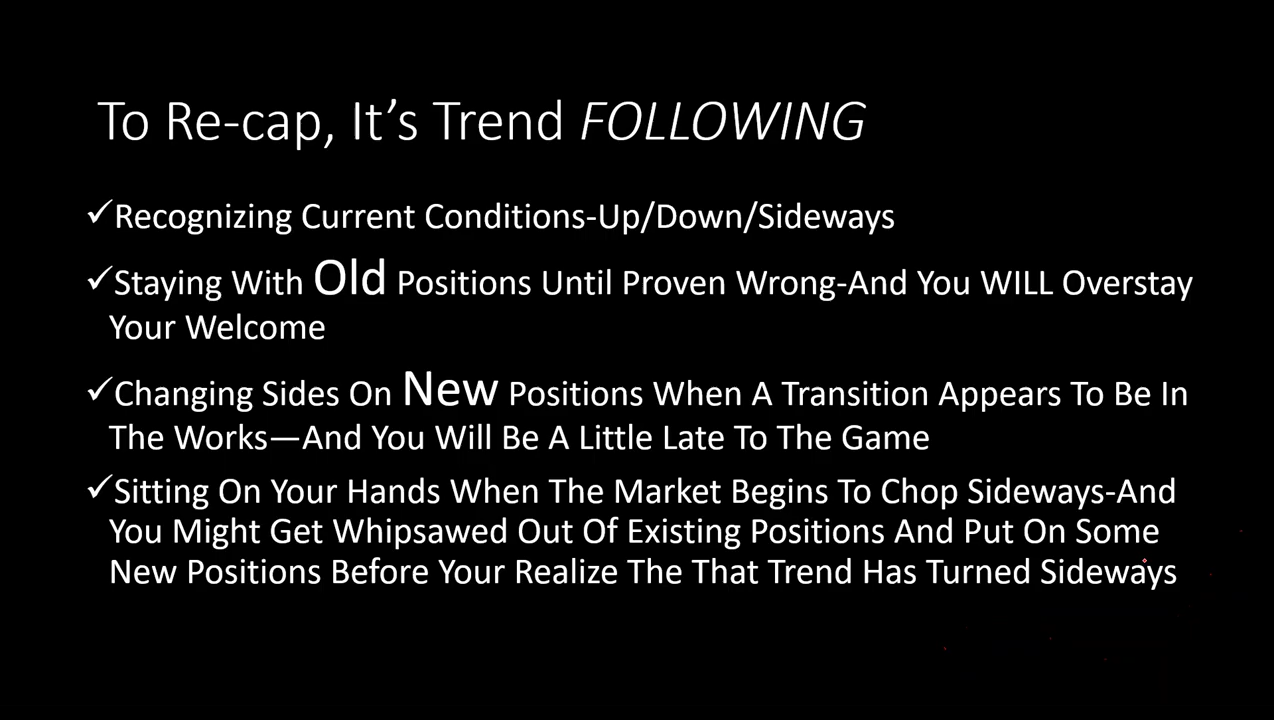 To Re-cap, It's Trend FOLLOWING
✓Recognizing Current Conditions-Up/Down/Sideways
✓Staying With Old Positions Until Proven Wrong-And You WILL Overstay
Your Welcome
✓Changing Sides On New Positions When A Transition Appears To Be In
The Works—And You Will Be A Little Late To The Game
✓Sitting On Your Hands When The Market Begins To Chop Sideways-And
You Might Get Whipsawed Out Of Existing Positions And Put On Some
New Positions Before Your Realize The That Trend Has Turned Sideways